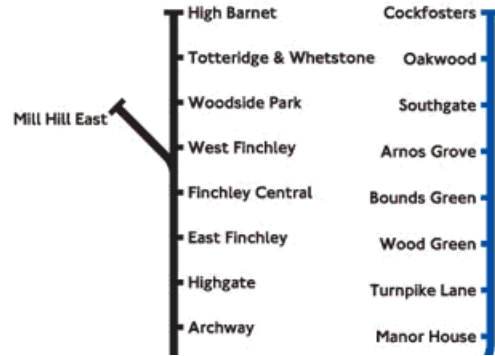 High Barnet
Totteridge & Whetstone
Woodside Park
Mill Hill East
West Finchley
Finchley Central
East Finchley
Highgate
Archway
Cockfosters
Oakwood
Southgate
Arnos Grove
Bounds Green
Wood Green
Turnpike Lane
Manor House